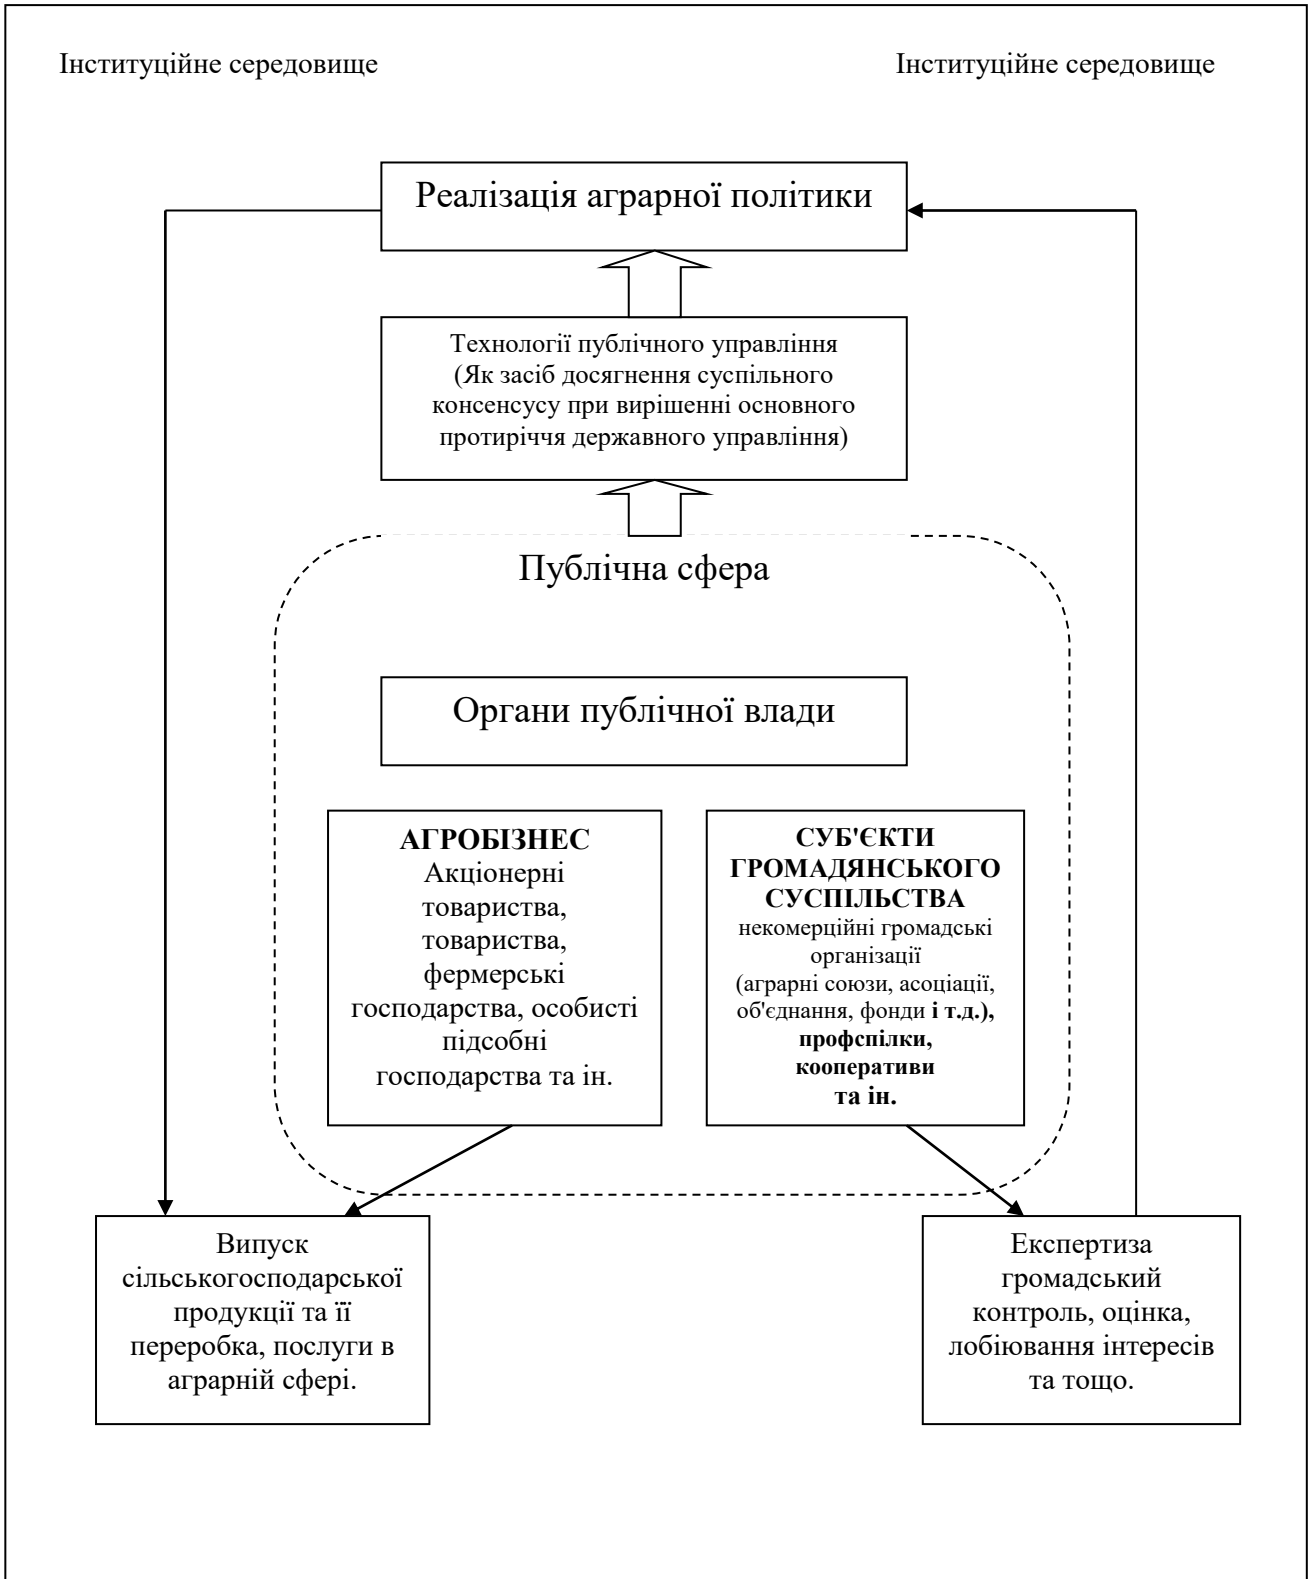 Інституційне середовище
Інституційне середовище
Реалізація аграрної політики
Технології публічного управління
(Як засіб досягнення суспільного
консенсусу при вирішенні основного
протиріччя державного управління)
Публічна сфера
Органи публічної влади
АГРОБІЗНЕС
Акціонерні
товариства,
товариства,
фермерські
господарства, особисті
підсобні
господарства та ін.
СУБ'ЄКТИ
ГРОМАДЯНСЬКОГО
СУСПІЛЬСТВА
некомерційні громадські
організації
(аграрні союзи, асоціації,
об'єднання, фонди і т.д.),
профспілки,
кооперативи
та ін.
Випуск
сільськогосподарської
продукції та її
переробка, послуги в
аграрній сфері.
Експертиза
громадський
контроль, оцінка,
лобіювання інтересів
та тощо.